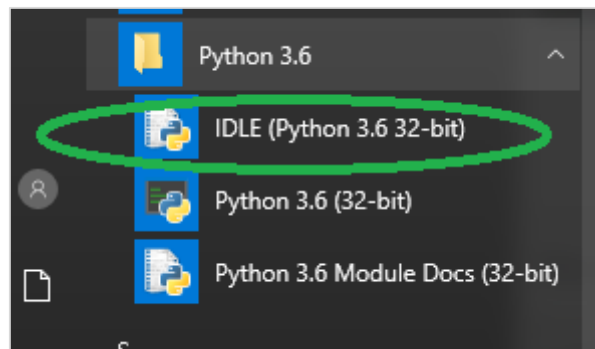 Python 3.6
IDLE (Python 3.6 32-bit)
Python 3.6 (32-bit)
Python 3.6 Module Docs (32-bit)